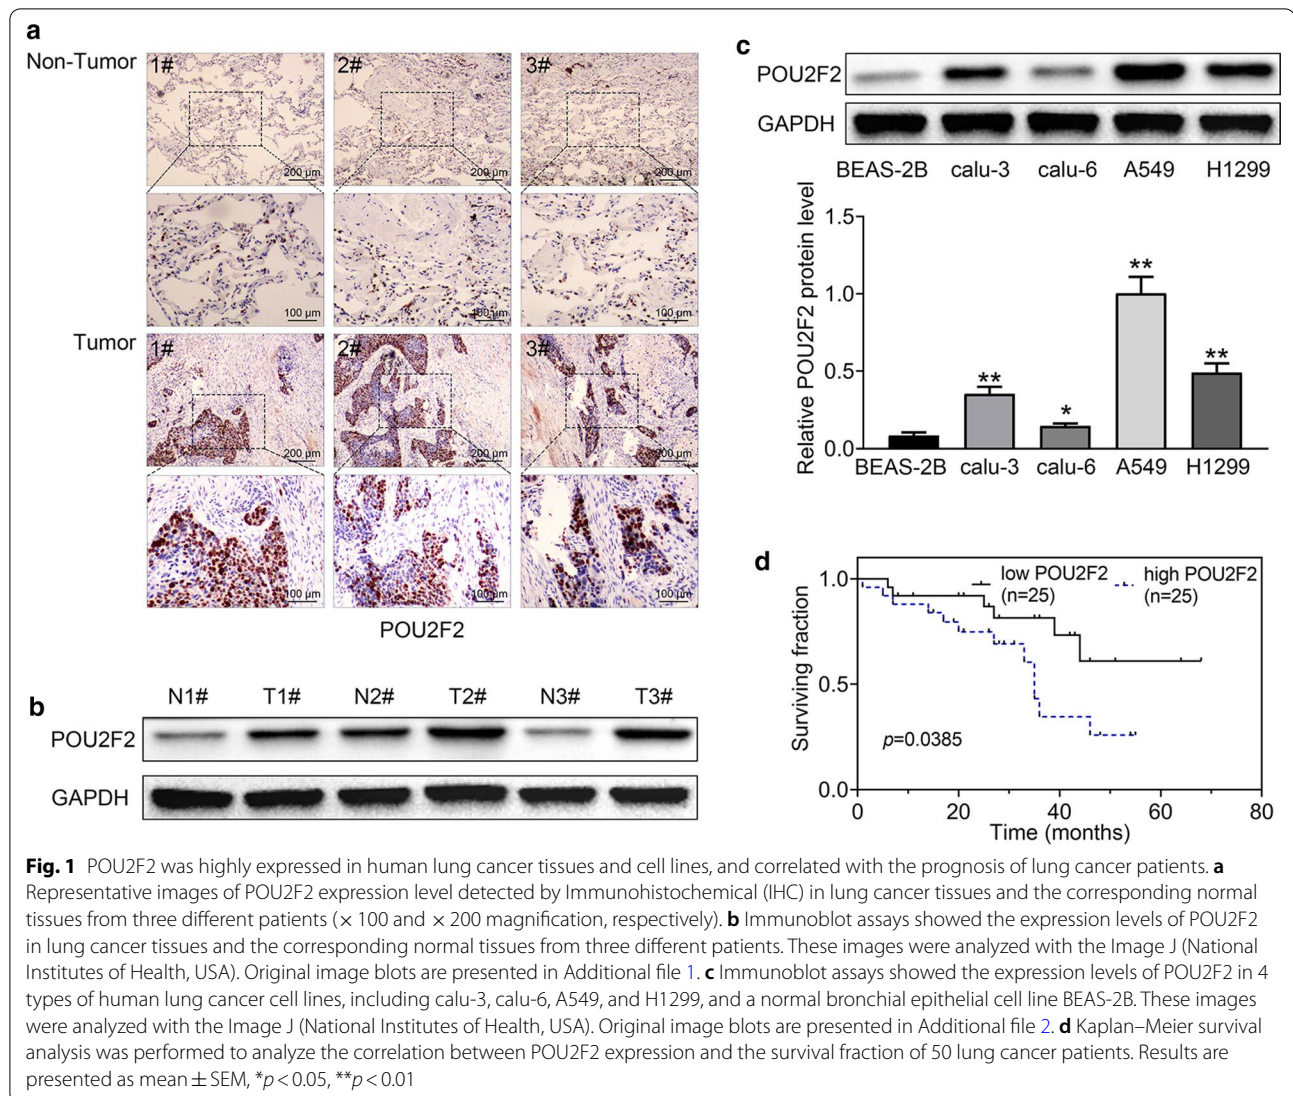 a
Non-Tumor
1# 2# 3#
200 μm 200 μm 200 μm
100 μm 100 μm 100 μm
Tumor
1# 2# 3#
200 μm 200 μm 200 μm
100 μm 100 μm 100 μm
POU2F2
b
N1# T1# N2# T2# N3# T3#
POU2F2
GAPDH
c
POU2F2
GAPDH
BEAS-2B calu-3 calu-6 A549 H1299
Relative POU2F2 protein level
1.5
1.0
0.5
0.0
** * ** **
BEAS-2B calu-3 calu-6 A549 H1299
d
low POU2F2 (n=25)
high POU2F2 (n=25)
Surviving fraction
1.0
0.5
0.0
p=0.0385
0 20 40 60 80
Time (months)
Fig. 1 POU2F2 was highly expressed in human lung cancer tissues and cell lines, and correlated with the prognosis of lung cancer patients. a
Representative images of POU2F2 expression level detected by Immunohistochemical (IHC) in lung cancer tissues and the corresponding normal
tissues from three different patients (× 100 and × 200 magnification, respectively). b Immunoblot assays showed the expression levels of POU2F2
in lung cancer tissues and the corresponding normal tissues from three different patients. These images were analyzed with the Image J (National
Institutes of Health, USA). Original image blots are presented in Additional file 1. c Immunoblot assays showed the expression levels of POU2F2 in 4
types of human lung cancer cell lines, including calu-3, calu-6, A549, and H1299, and a normal bronchial epithelial cell line BEAS-2B. These images
were analyzed with the Image J (National Institutes of Health, USA). Original image blots are presented in Additional file 2. d Kaplan–Meier survival
analysis was performed to analyze the correlation between POU2F2 expression and the survival fraction of 50 lung cancer patients. Results are
presented as mean ± SEM, *p < 0.05, **p < 0.01